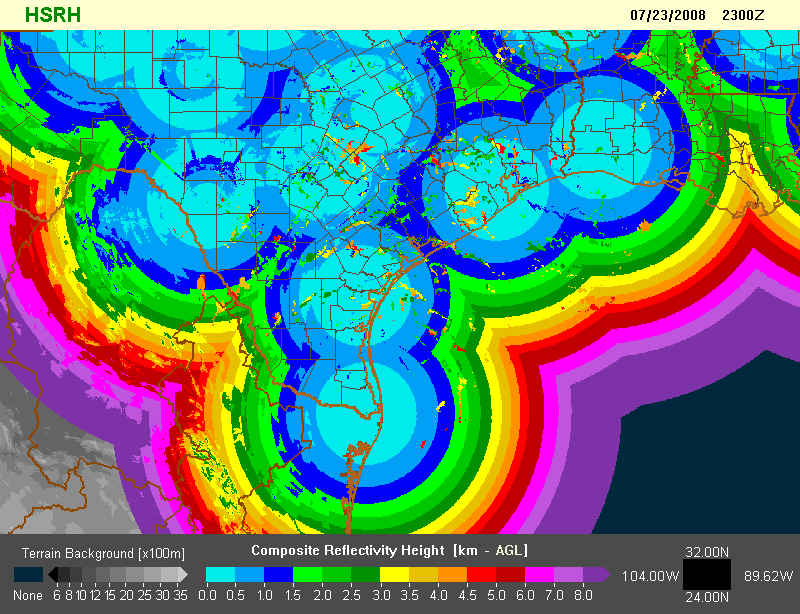 HSRH 07/23/2008 2300Z
Terrain Background [x100m] Composite Reflectivity Height [km - AGL] 32.00N
104.00W 89.62W
None 6 8 10 12 15 20 25 30 35 0.0 0.5 1.0 1.5 2.0 2.5 3.0 3.5 4.0 4.5 5.0 6.0 7.0 8.0 24.00N